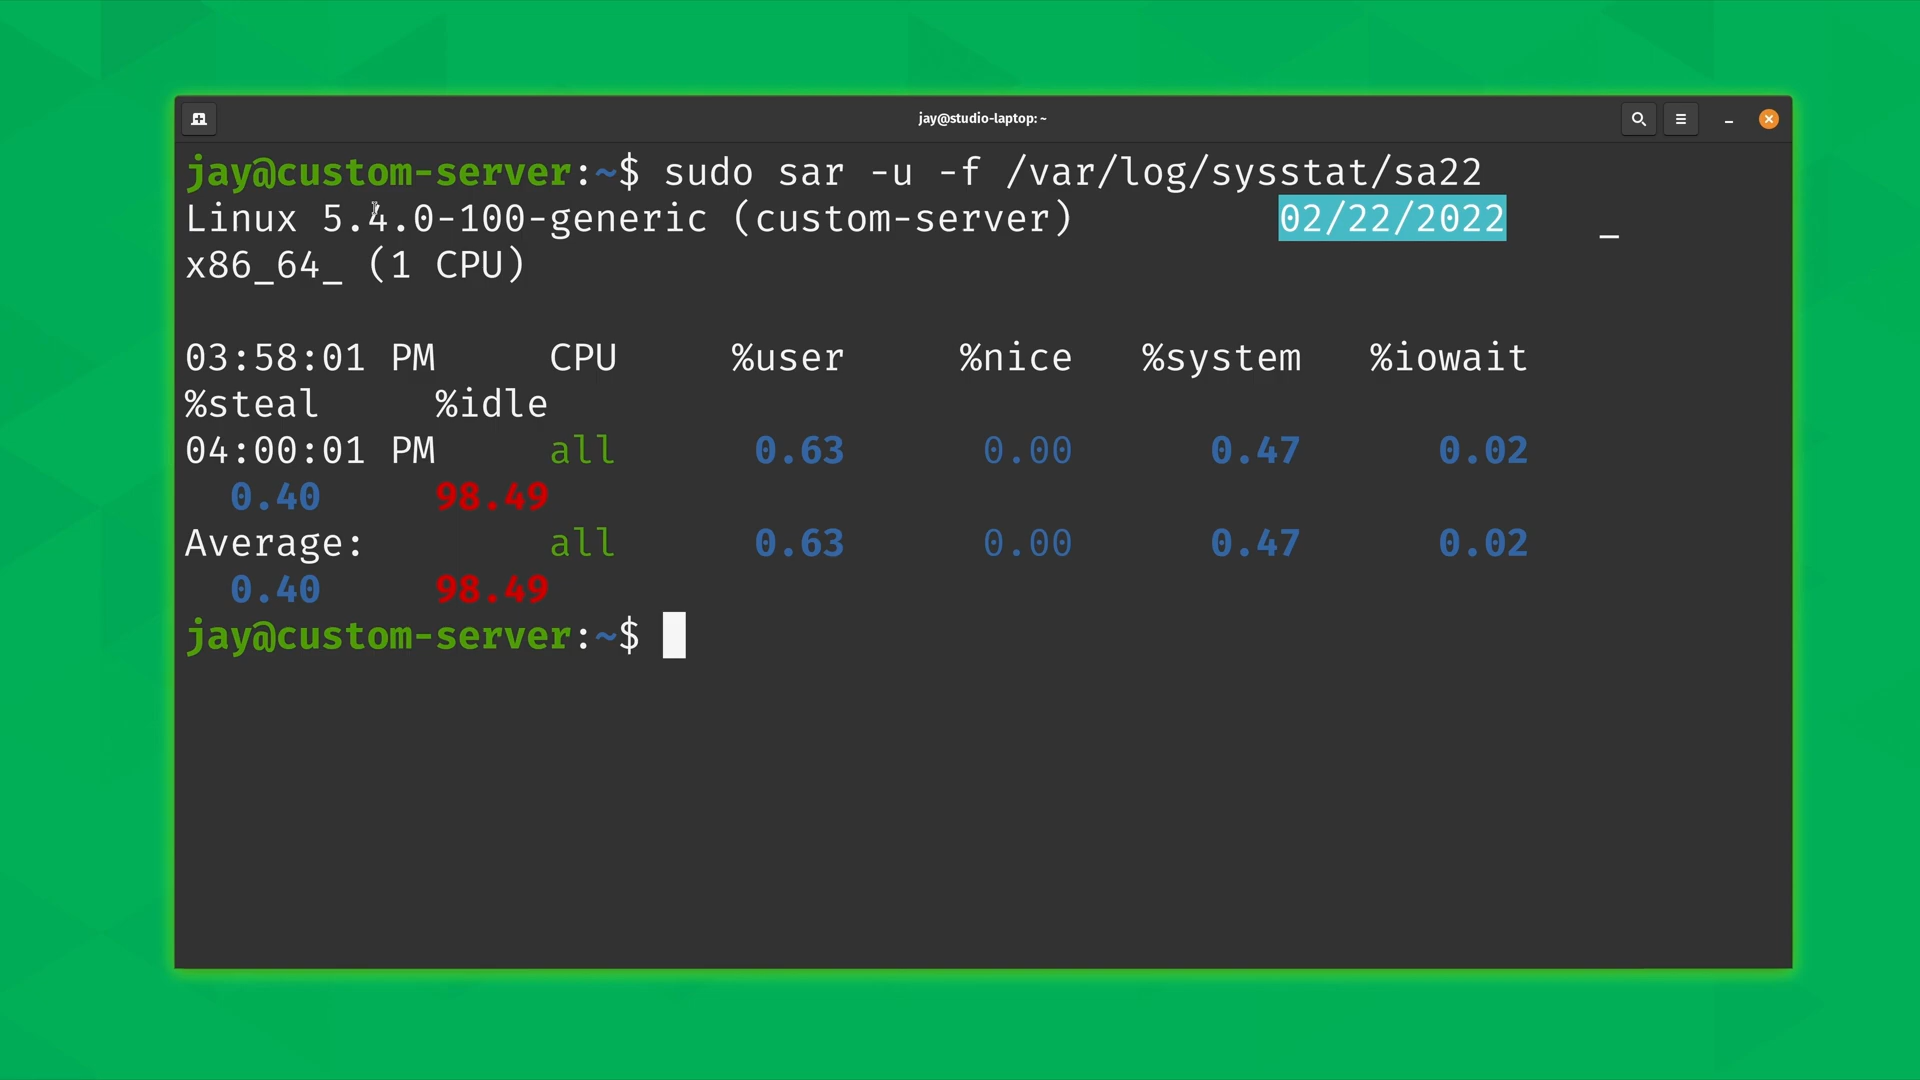 jay@studio-laptop: ~
jay@custom-server:~$ sudo sar -u -f /var/log/sysstat/sa22
Linux 5.4.0-100-generic (custom-server) 02/22/2022 _
x86_64_ (1 CPU)
03:58:01 PM CPU %user %nice %system %iowait
%steal %idle
04:00:01 PM all 0.63 0.00 0.47 0.02
0.40 98.49
Average: all 0.63 0.00 0.47 0.02
0.40 98.49
jay@custom-server:~$